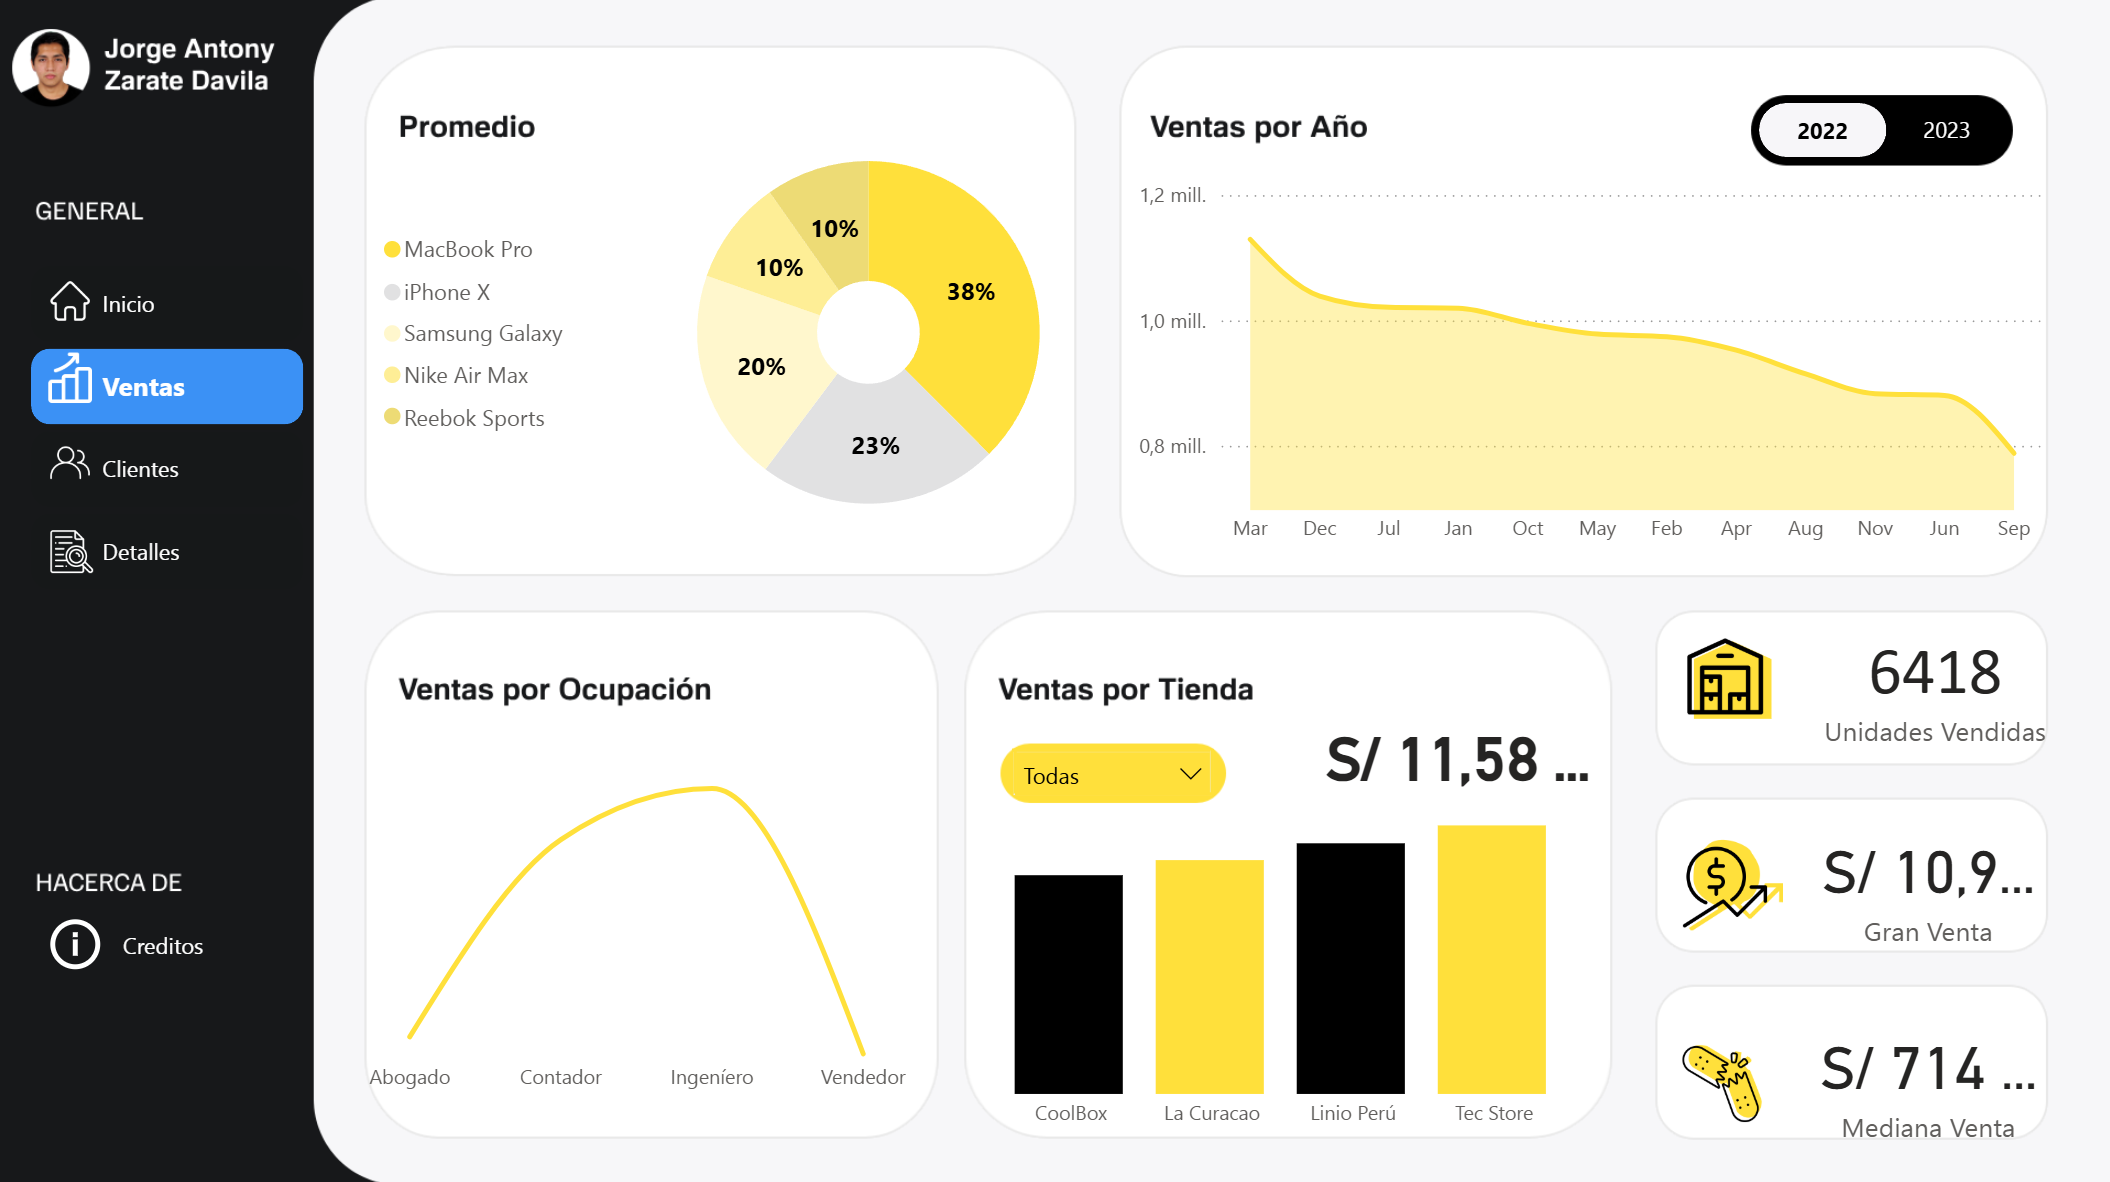 Jorge Antony
Zarate Davila
GENERAL
Inicio
Ventas
Clientes
Detalles
HACERCA DE
Creditos
Promedio
MacBook Pro
iPhone X
Samsung Galaxy
Nike Air Max
Reebok Sports
10%
10%
38%
20%
23%
Ventas por Año
2022
2023
1,2 mill.
1,0 mill.
0,8 mill.
Mar Dec Jul Jan Oct May Feb Apr Aug Nov Jun Sep
Ventas por Ocupación
Abogado Contador Ingeníero Vendedor
Ventas por Tienda
Todas
S/ 11,58 ...
CoolBox La Curacao Linio Perú Tec Store
6418
Unidades Vendidas
S/ 10,9...
Gran Venta
S/ 714 ...
Mediana Venta